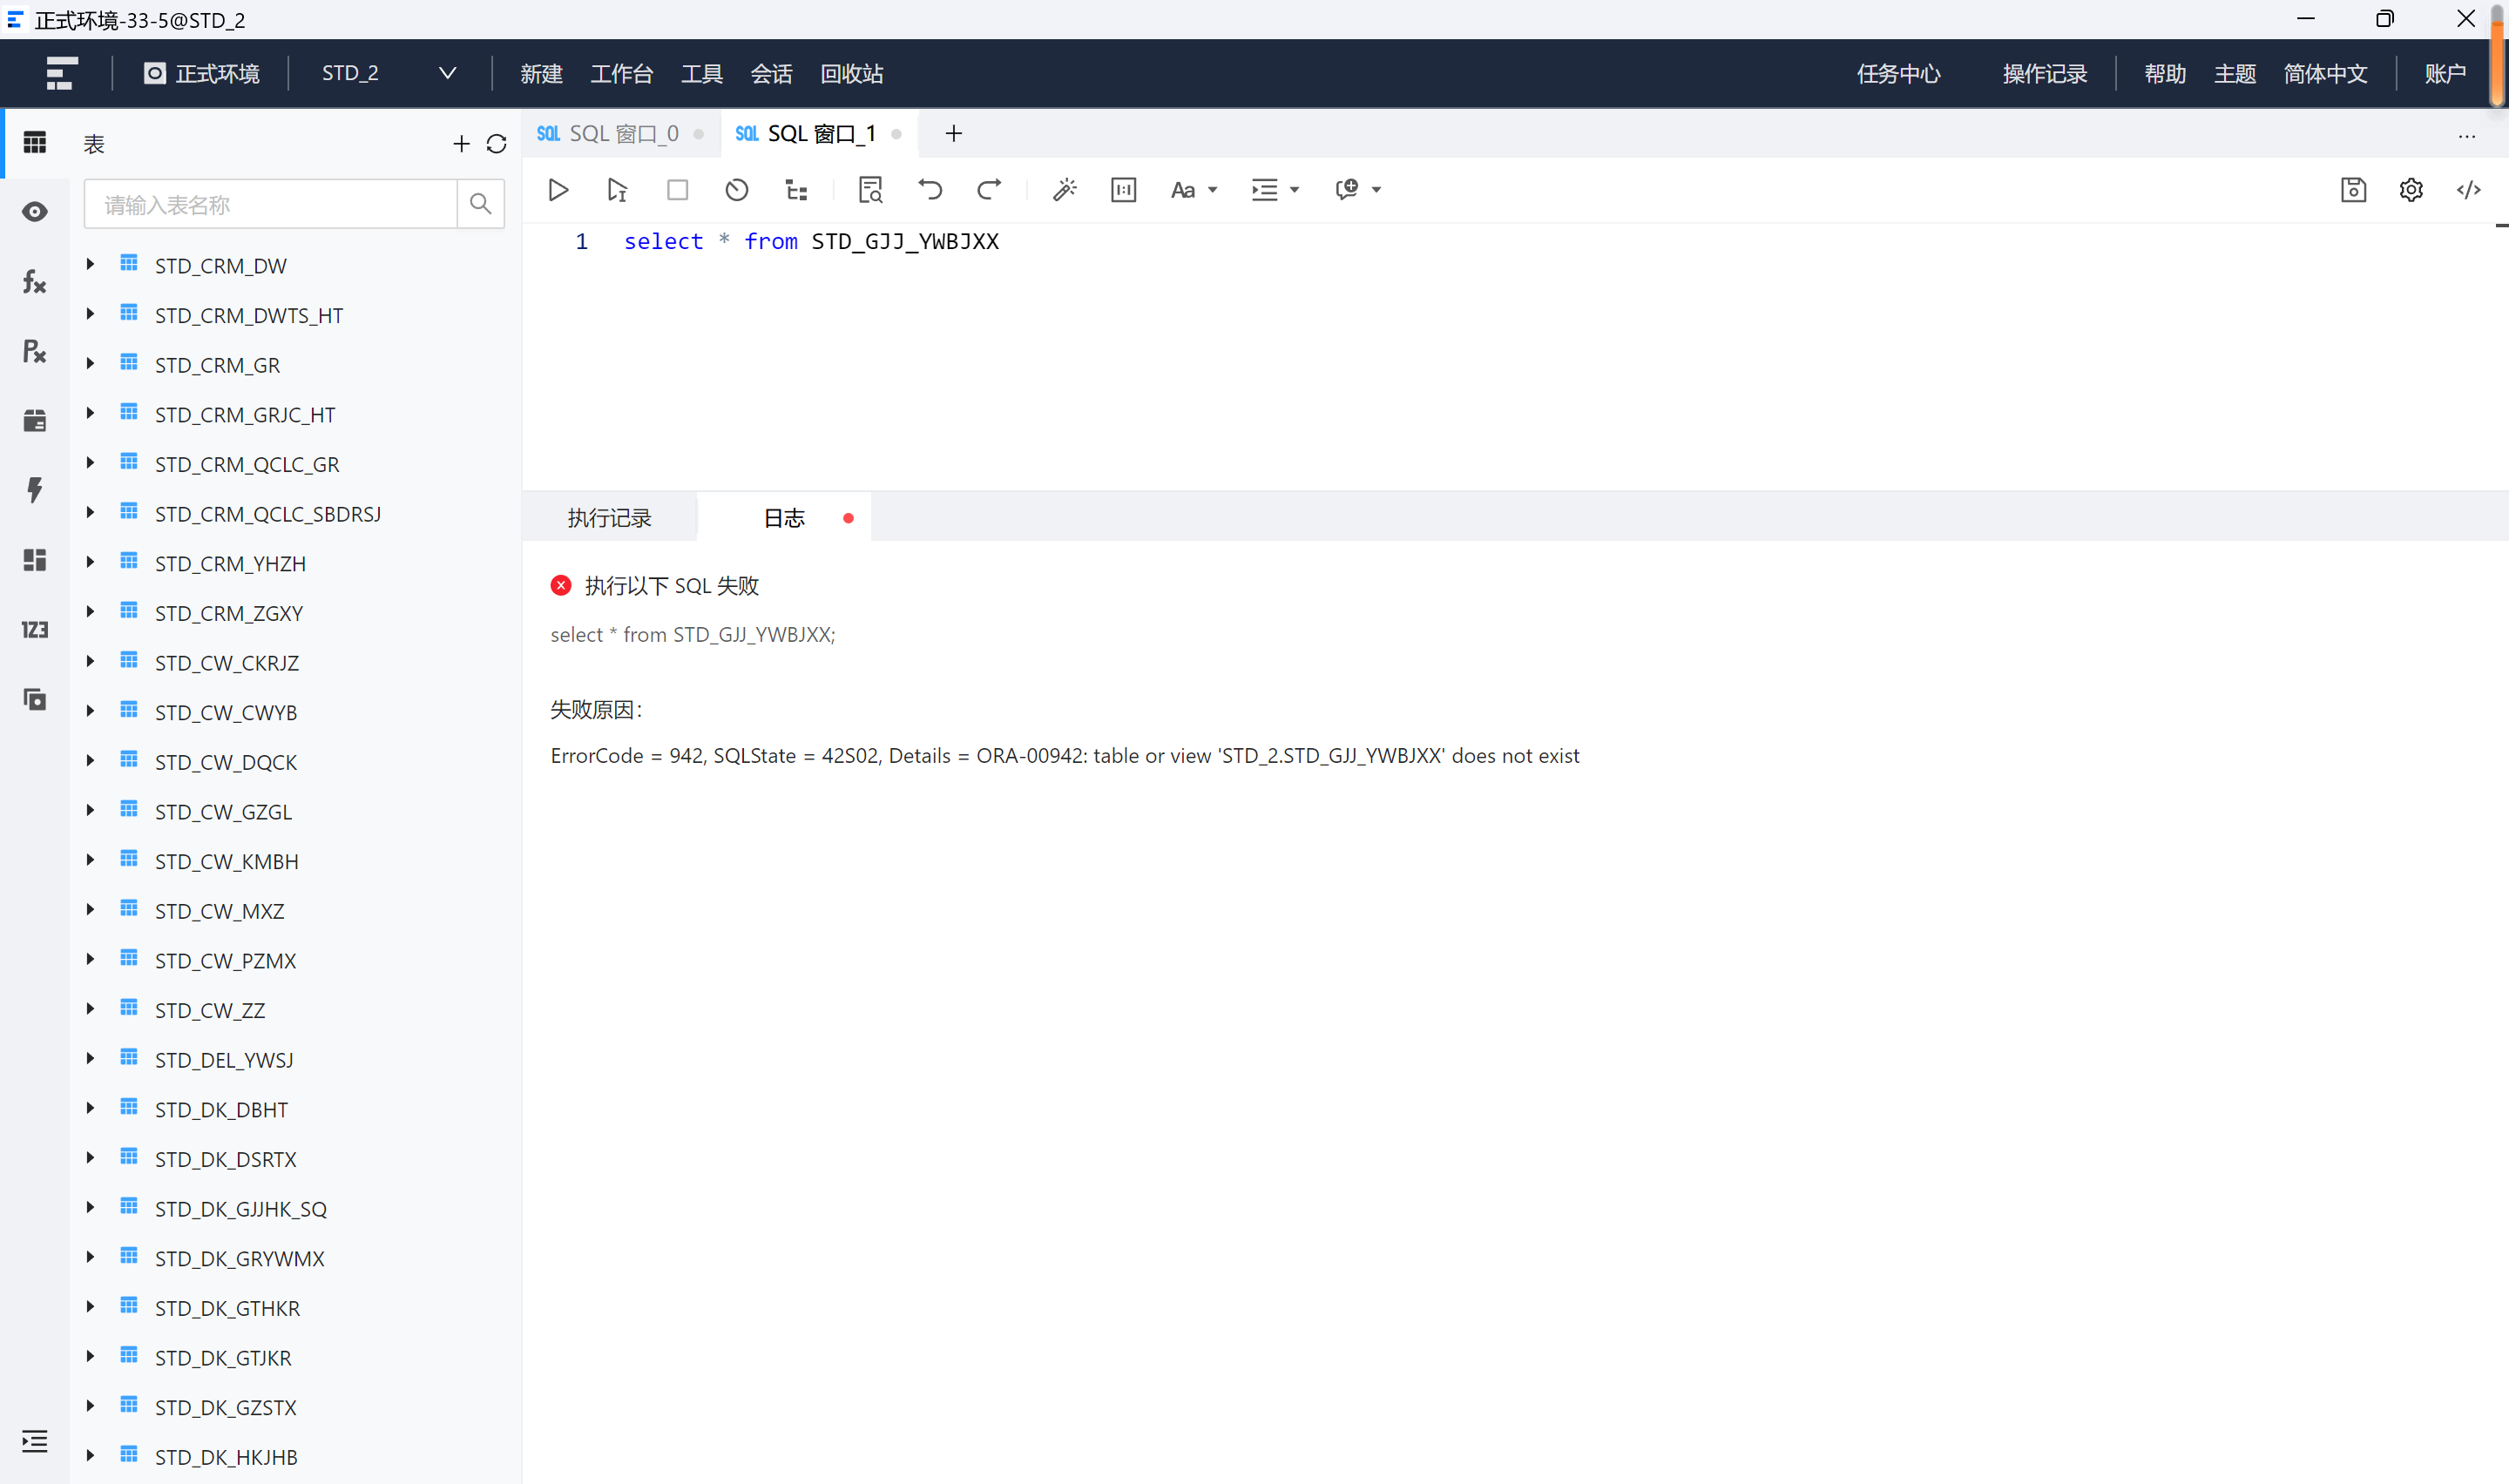 正式环境-33-5@STD_2
正式环境 STD_2 新建 工作台 工具 会话 回收站 任务中心 操作记录 帮助 主题 简体中文 账户
表
SQL SQL 窗口_0 SQL SQL 窗口_1
请输入表名称
Aa
1 select * from STD_GJJ_YWBJXX
STD_CRM_DW
STD_CRM_DWTS_HT
STD_CRM_GR
STD_CRM_GRJC_HT
STD_CRM_QCLC_GR
STD_CRM_QCLC_SBDRSJ
STD_CRM_YHZH
STD_CRM_ZGXY
STD_CW_CKRJZ
STD_CW_CWYB
STD_CW_DQCK
STD_CW_GZGL
STD_CW_KMBH
STD_CW_MXZ
STD_CW_PZMX
STD_CW_ZZ
STD_DEL_YWSJ
STD_DK_DBHT
STD_DK_DSRTX
STD_DK_GJJHK_SQ
STD_DK_GRYWMX
STD_DK_GTHKR
STD_DK_GTJKR
STD_DK_GZSTX
STD_DK_HKJHB
123
执行记录 日志
执行以下 SQL 失败
select * from STD_GJJ_YWBJXX;
失败原因：
ErrorCode = 942, SQLState = 42S02, Details = ORA-00942: table or view 'STD_2.STD_GJJ_YWBJXX' does not exist